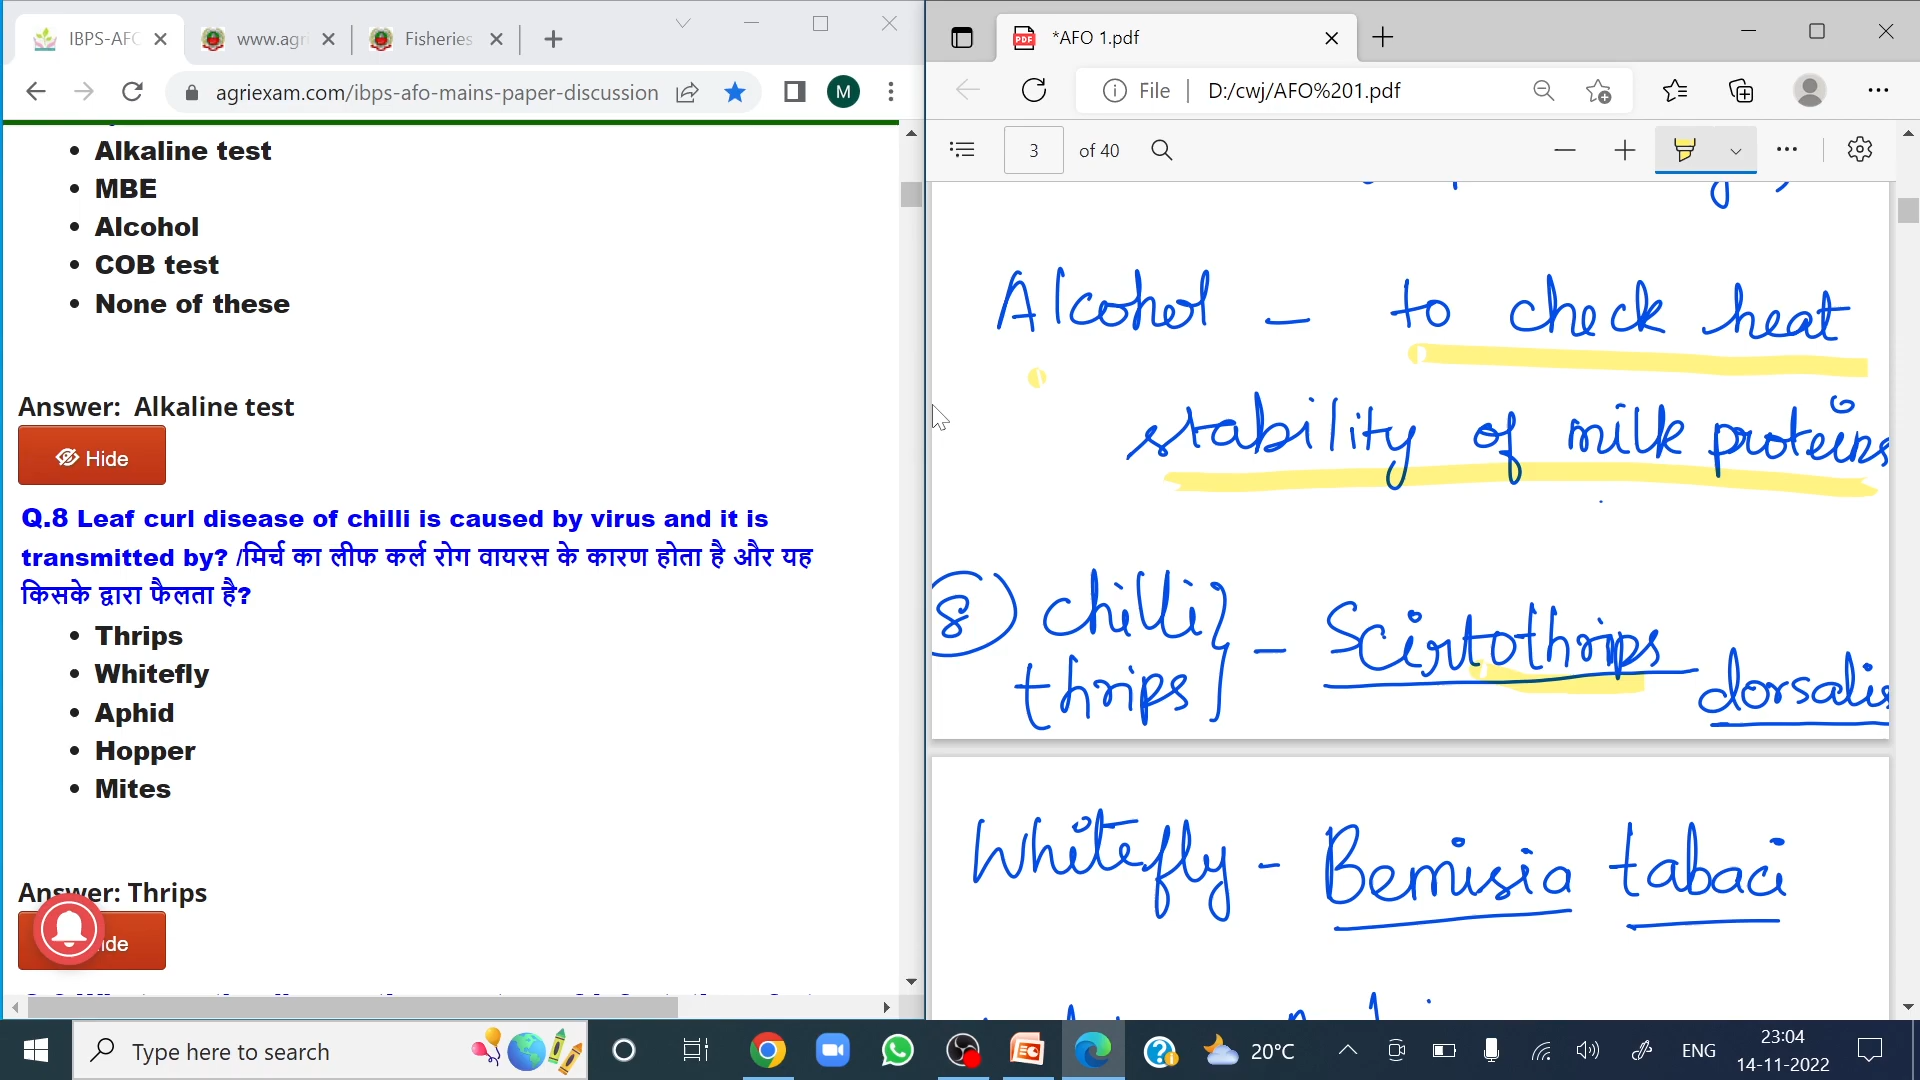 IBPS-AFC
www.agri
Fisheries
agriexam.com/ibps-afo-mains-paper-discussion
M
Alkaline test
MBE
Alcohol
COB test
None of these
Answer: Alkaline test
Hide
Q.8 Leaf curl disease of chilli is caused by virus and it is
transmitted by? /मिर्च का लीफ कर्ल रोग वायरस के कारण होता है और यह
किसके द्वारा फैलता है?
Thrips
Whitefly
Aphid
Hopper
Mites
Answer: Thrips
*AFO 1.pdf
File
D:/cwj/AFO%201.pdf
3 of 40
Alcohol – to check heat
stability of milk proteins
8 chilli
thrips – Scirtothrips dorsalis
Whitefly – Bemisia tabaci
Type here to search
20°C
ENG
23:04
14-11-2022